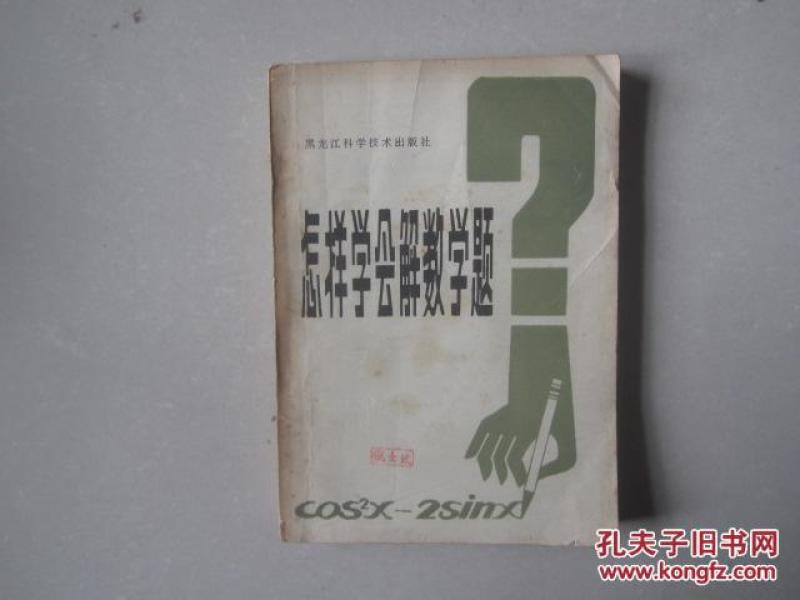 黑龙江科学技术出版社
怎样学会解数学题
cos²x-2sinx
孔夫子旧书网
www.kongfz.com